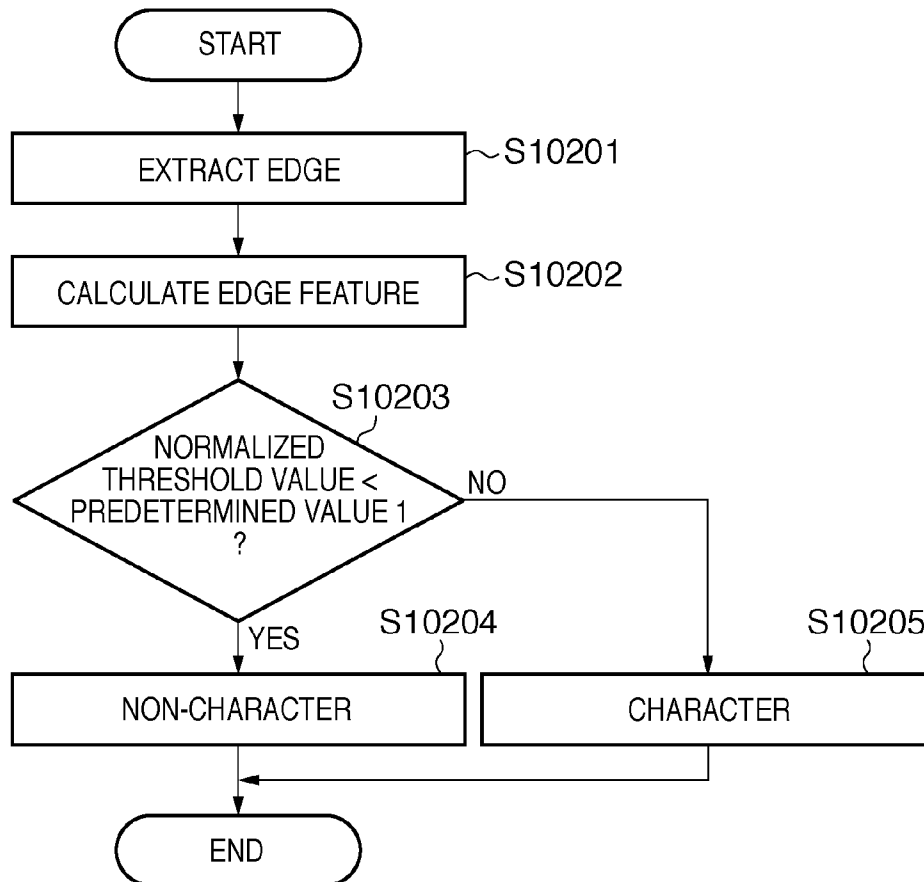 START
EXTRACT EDGE
S10201
CALCULATE EDGE FEATURE
S10202
S10203
NORMALIZED
THRESHOLD VALUE <
PREDETERMINED VALUE 1
?
NO
YES
S10204
NON-CHARACTER
S10205
CHARACTER
END